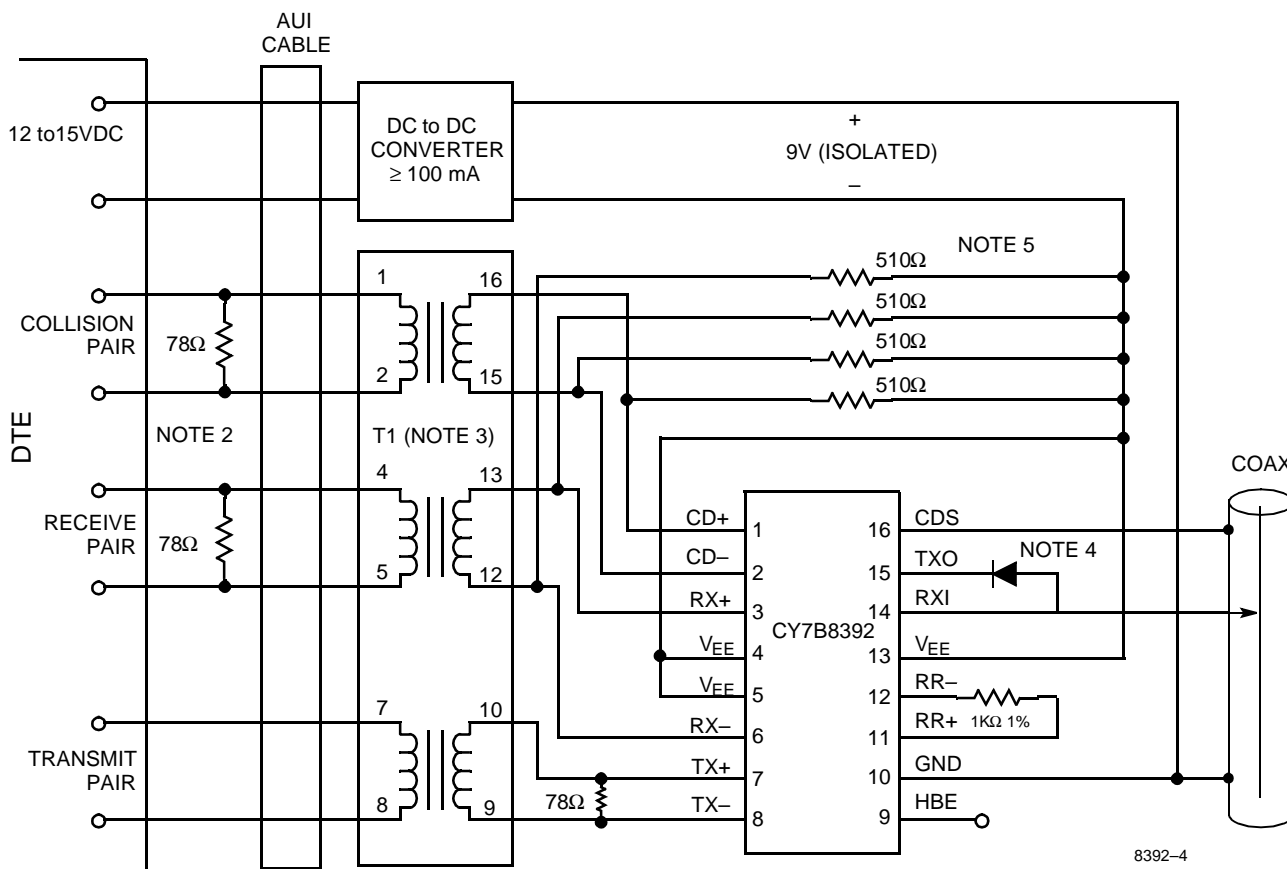 AUI
CABLE
12 to15VDC
DC to DC
CONVERTER
≥ 100 mA
+
9V (ISOLATED)
–
NOTE 5
510Ω
510Ω
510Ω
510Ω
COLLISION
PAIR
78Ω
1
2
16
15
DTE
NOTE 2
T1 (NOTE 3)
RECEIVE
PAIR
78Ω
4
5
13
12
TRANSMIT
PAIR
7
8
10
9
78Ω
CD+
CD–
RX+
VEE
VEE
RX–
TX+
TX–
1
2
3
4
5
6
7
8
CY7B8392
16
15
14
13
12
11
10
9
CDS
TXO
RXI
VEE
RR–
RR+
GND
HBE
NOTE 4
1KΩ 1%
COAX
8392–4